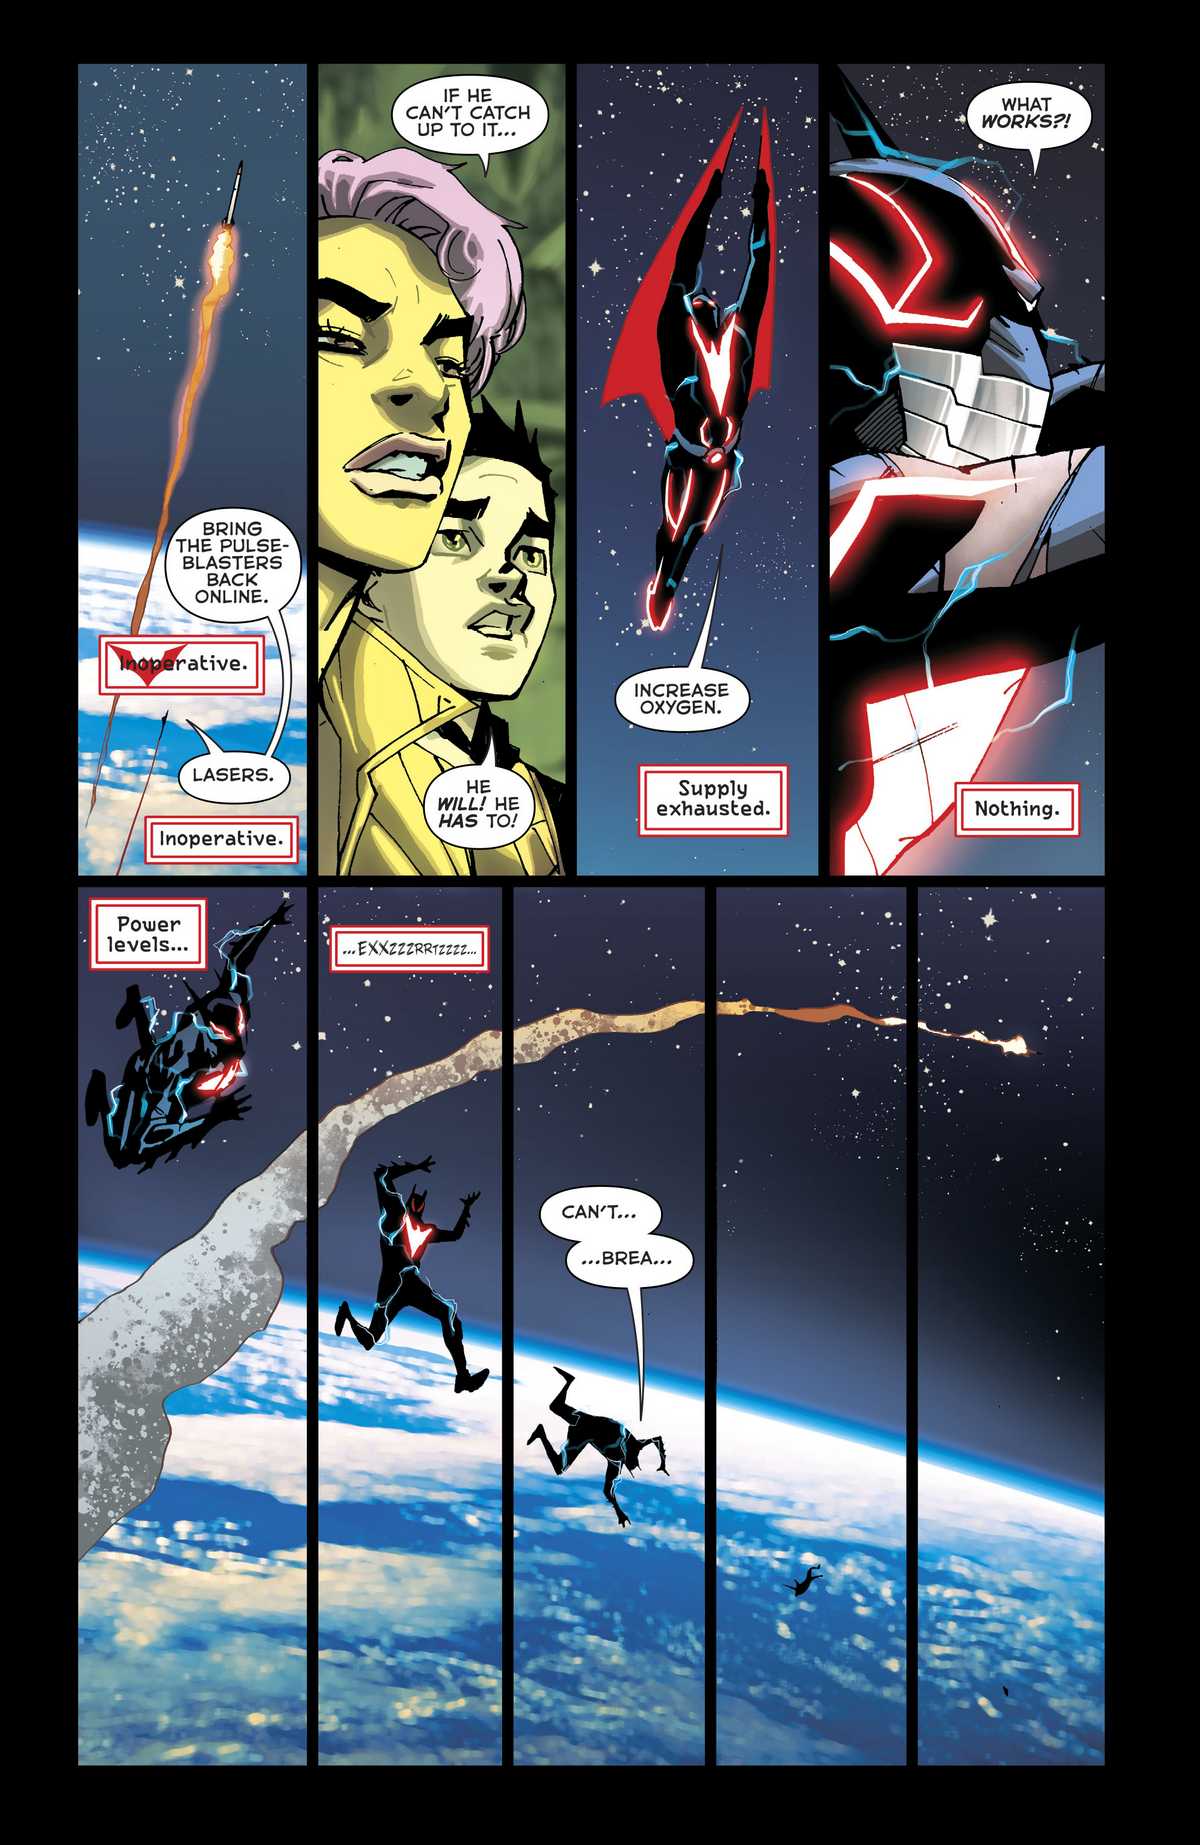 BRING
THE PULSE-
BLASTERS
BACK
ONLINE.
Inoperative.
LASERS.
Inoperative.
IF HE
CAN'T CATCH
UP TO IT...
HE
WILL! HE
HAS TO!
INCREASE
OXYGEN.
Supply
exhausted.
WHAT
WORKS?!
Nothing.
Power
levels...
...EXXZZZRRTZZZZ...
CAN'T...
...BREA...